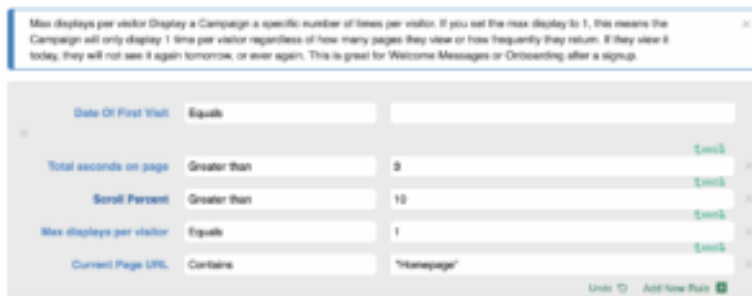 Max displays per visitor Display a Campaign a specific number of times per visitor. If you set the max display to 1, this means the
Campaign will only display 1 time per visitor regardless of how many pages they view or how frequently they return. If they view it
today, they will not see it again tomorrow, or ever again. This is great for Welcome Messages or Onboarding after a signup.
Date Of First Visit Equals
Total seconds on page Greater than 9
Scroll Percent Greater than 10
Max displays per visitor Equals 1
Current Page URL Contains "Homepage"
Undo Add New Rule